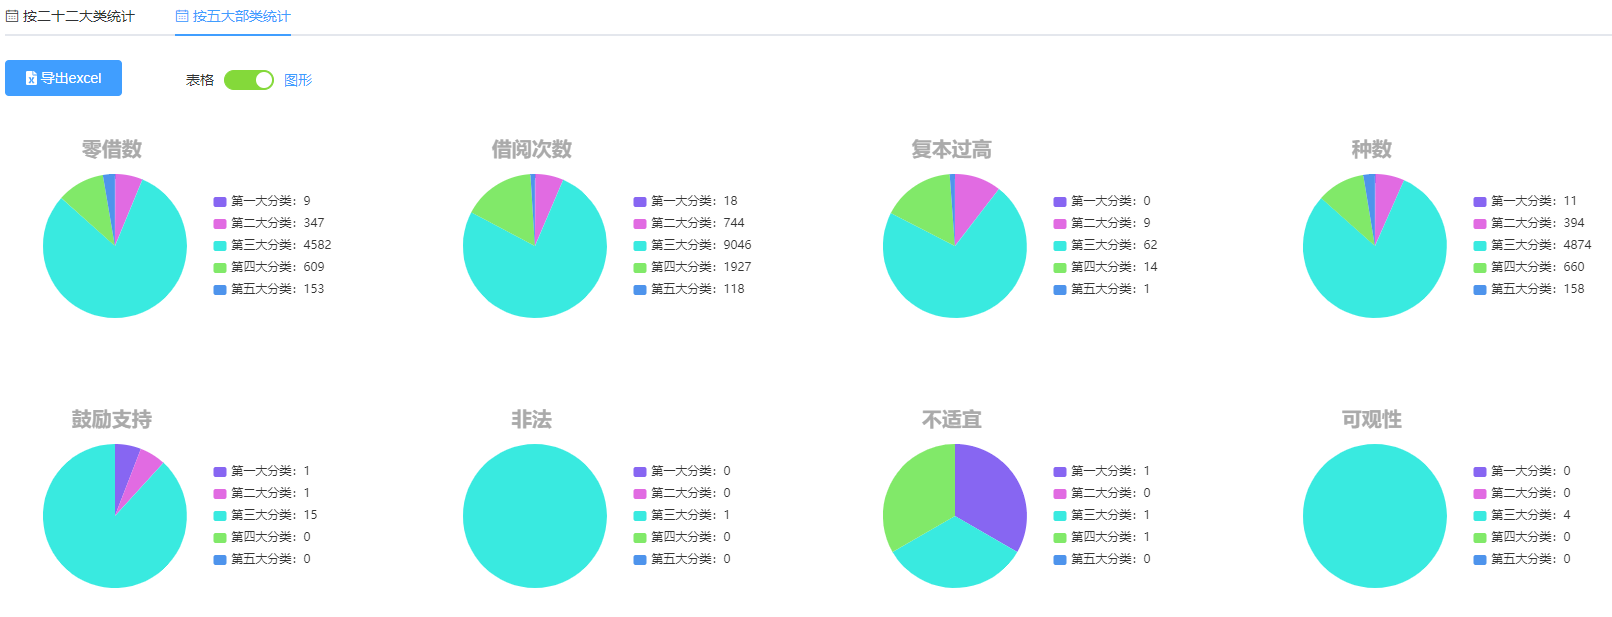 按二十二大类统计 按五大部类统计
导出excel 表格 图形
零借数
第一大分类：9
第二大分类：347
第三大分类：4582
第四大分类：609
第五大分类：153
借阅次数
第一大分类：18
第二大分类：744
第三大分类：9046
第四大分类：1927
第五大分类：118
复本过高
第一大分类：0
第二大分类：9
第三大分类：62
第四大分类：14
第五大分类：1
种数
第一大分类：11
第二大分类：394
第三大分类：4874
第四大分类：660
第五大分类：158
鼓励支持
第一大分类：1
第二大分类：1
第三大分类：15
第四大分类：0
第五大分类：0
非法
第一大分类：0
第二大分类：0
第三大分类：1
第四大分类：0
第五大分类：0
不适宜
第一大分类：1
第二大分类：0
第三大分类：1
第四大分类：1
第五大分类：0
可观性
第一大分类：0
第二大分类：0
第三大分类：4
第四大分类：0
第五大分类：0